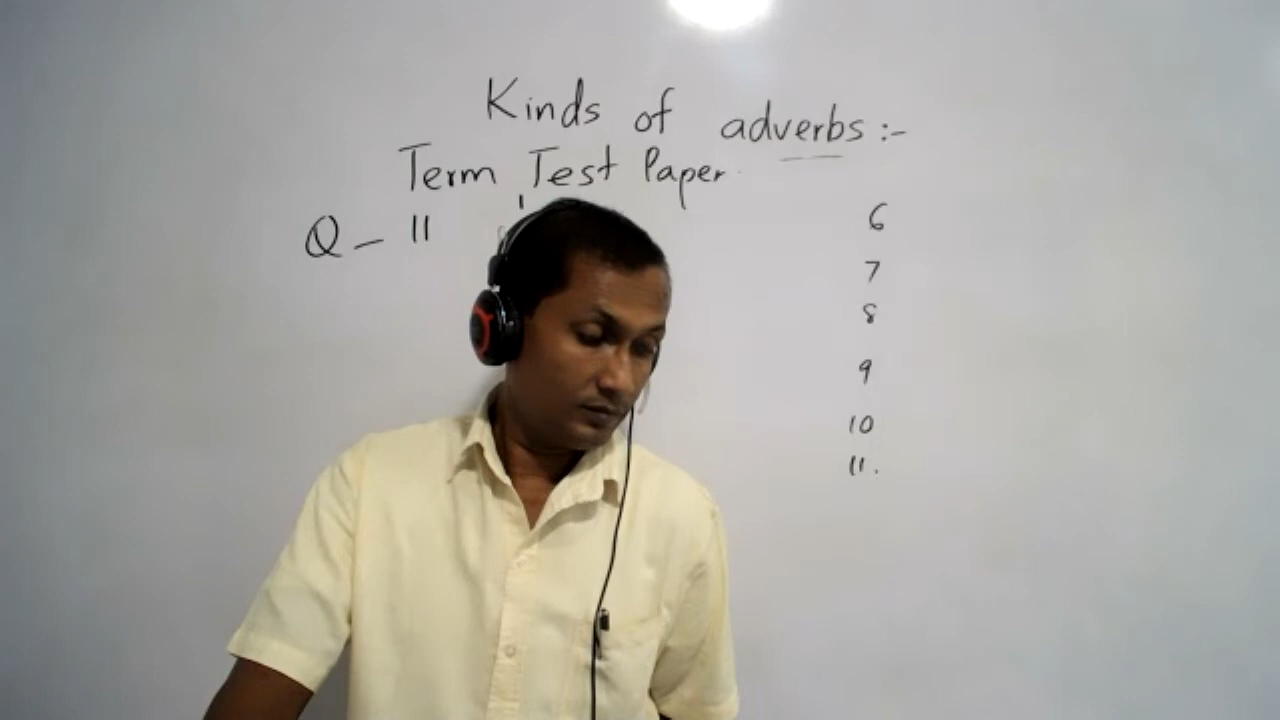 Kinds of adverbs :-
Term Test Paper
Q - 11
6
7
8
9
10
11.